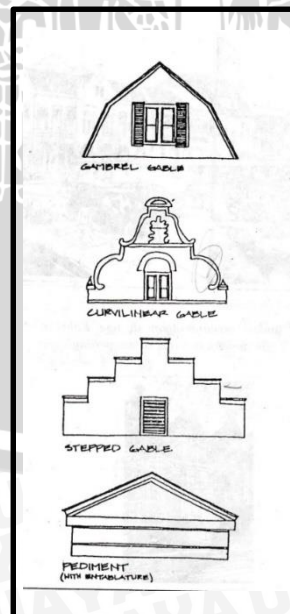 GAMBREL GABLE
CURVILINEAR GABLE
STEPPED GABLE
PEDIMENT
(WITH ENTABLATURE)